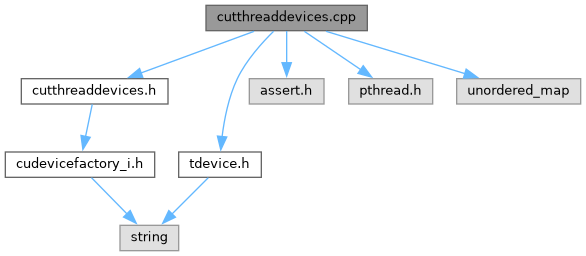 cutthreaddevices.cpp
cutthreaddevices.h
assert.h
pthread.h
unordered_map
cudevicefactory_i.h
tdevice.h
string